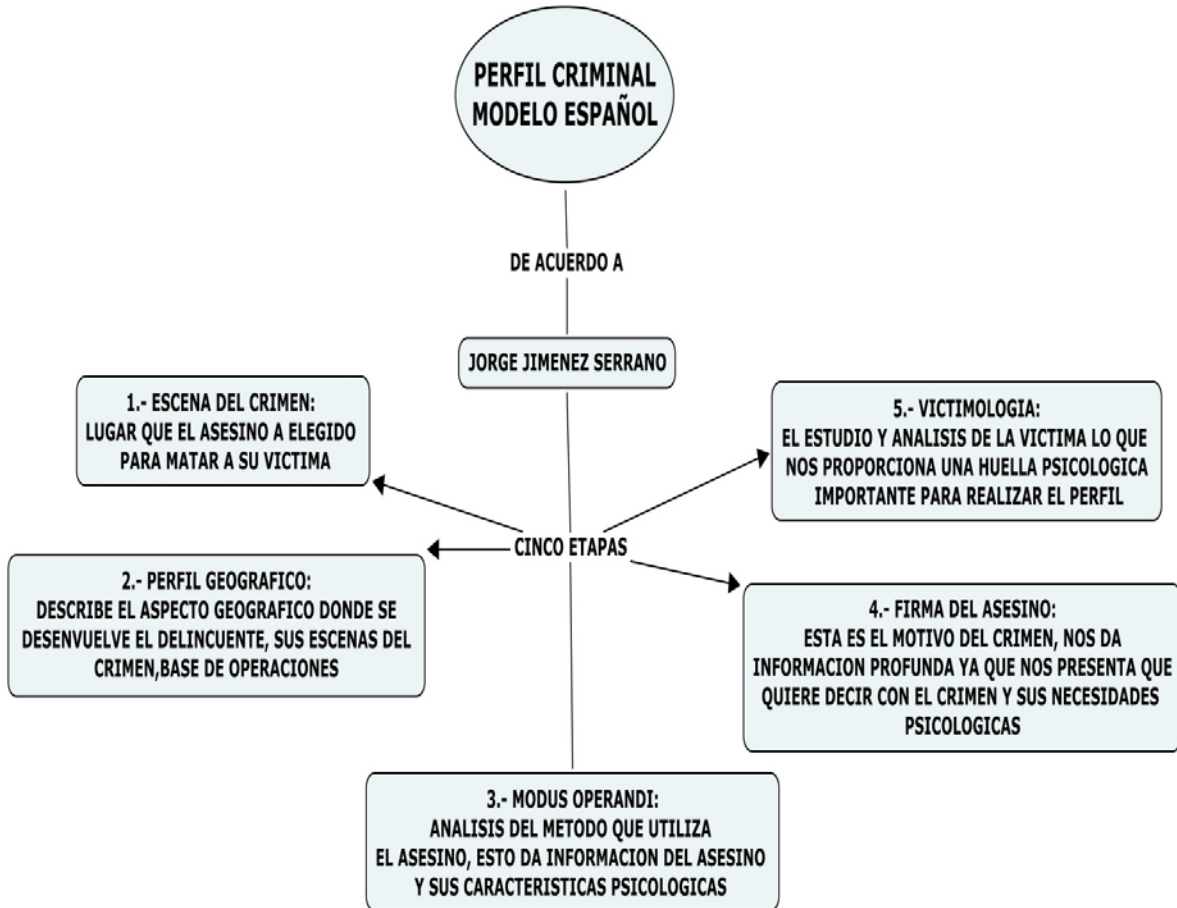 PERFIL CRIMINAL
MODELO ESPAÑOL
DE ACUERDO A
JORGE JIMENEZ SERRANO
CINCO ETAPAS
1.- ESCENA DEL CRIMEN:
LUGAR QUE EL ASESINO A ELEGIDO
PARA MATAR A SU VICTIMA
2.- PERFIL GEOGRAFICO:
DESCRIBE EL ASPECTO GEOGRAFICO DONDE SE
DESENVUELVE EL DELINCUENTE, SUS ESCENAS DEL
CRIMEN,BASE DE OPERACIONES
3.- MODUS OPERANDI:
ANALISIS DEL METODO QUE UTILIZA
EL ASESINO, ESTO DA INFORMACION DEL ASESINO
Y SUS CARACTERISTICAS PSICOLOGICAS
4.- FIRMA DEL ASESINO:
ESTA ES EL MOTIVO DEL CRIMEN, NOS DA
INFORMACION PROFUNDA YA QUE NOS PRESENTA QUE
QUIERE DECIR CON EL CRIMEN Y SUS NECESIDADES
PSICOLOGICAS
5.- VICTIMOLOGIA:
EL ESTUDIO Y ANALISIS DE LA VICTIMA LO QUE
NOS PROPORCIONA UNA HUELLA PSICOLOGICA
IMPORTANTE PARA REALIZAR EL PERFIL